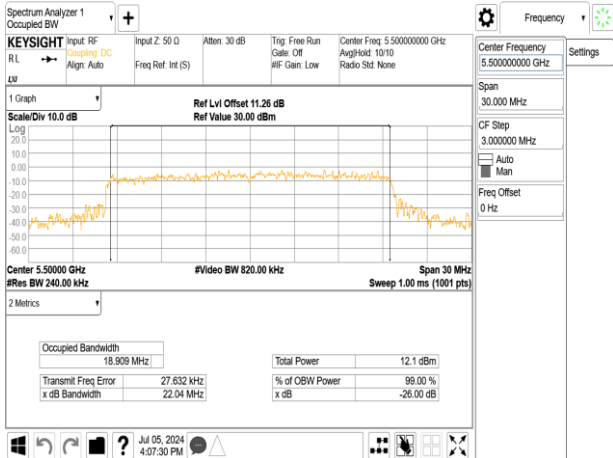 Spectrum Analyzer 1
Occupied BW
KEYSIGHT
RL
Input: RF
Coupling: DC
Align: Auto
Input Z: 50 Ω
Freq Ref: Int (S)
Atten: 30 dB
Trig: Free Run
Gate: Off
#IF Gain: Low
Center Freq: 5.500000000 GHz
Avg|Hold: 10/10
Radio Std: None
LXI
1 Graph
Scale/Div 10.0 dB
Ref Lvl Offset 11.26 dB
Ref Value 30.00 dBm
Log
20.0
10.0
0.00
-10.0
-20.0
-30.0
-40.0
-50.0
-60.0
Center 5.50000 GHz
#Video BW 820.00 kHz
Span 30 MHz
#Res BW 240.00 kHz
Sweep 1.00 ms (1001 pts)
2 Metrics
Occupied Bandwidth
18.909 MHz
Total Power 12.1 dBm
Transmit Freq Error 27.632 kHz
% of OBW Power 99.00 %
x dB Bandwidth 22.04 MHz
x dB -26.00 dB
?
Jul 05, 2024
4:07:30 PM
Frequency
Center Frequency
5.500000000 GHz
Settings
Span
30.000 MHz
CF Step
3.000000 MHz
Auto
Man
Freq Offset
0 Hz